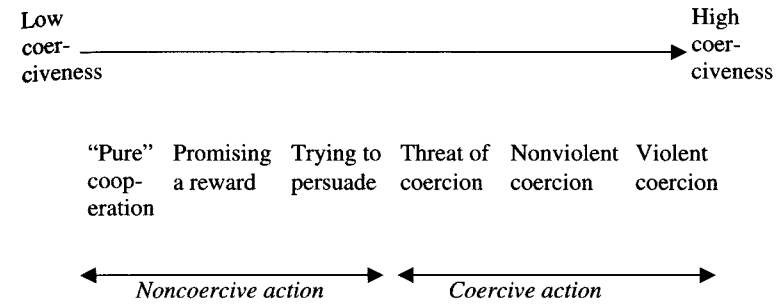 Low
coer-
civeness
High
coer-
civeness
"Pure"
coop-
eration
Promising
a reward
Trying to
persuade
Threat of
coercion
Nonviolent
coercion
Violent
coercion
Noncoercive action
Coercive action